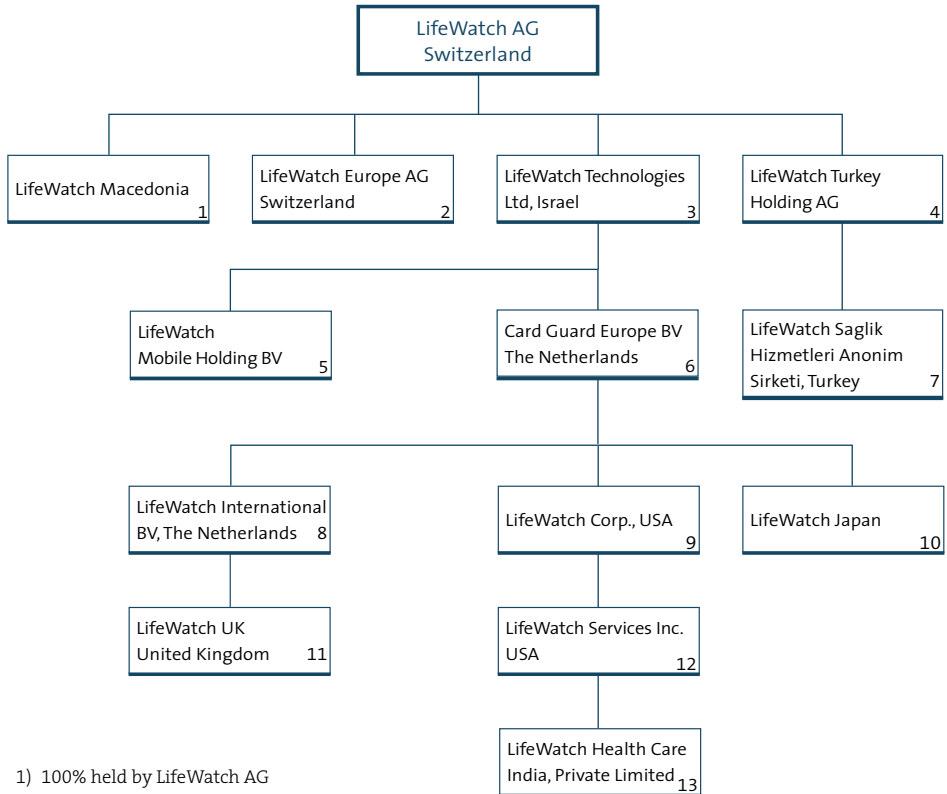 LifeWatch AG
Switzerland
LifeWatch Macedonia
1
LifeWatch Europe AG
Switzerland
2
LifeWatch Technologies
Ltd, Israel
3
LifeWatch Turkey
Holding AG
4
LifeWatch
Mobile Holding BV
5
Card Guard Europe BV
The Netherlands
6
LifeWatch Saglik
Hizmetleri Anonim
Sirketi, Turkey 7
LifeWatch International
BV, The Netherlands 8
LifeWatch Corp., USA
9
LifeWatch Japan
10
LifeWatch UK
United Kingdom 11
LifeWatch Services Inc.
USA
12
LifeWatch Health Care
India, Private Limited 13
1) 100% held by LifeWatch AG